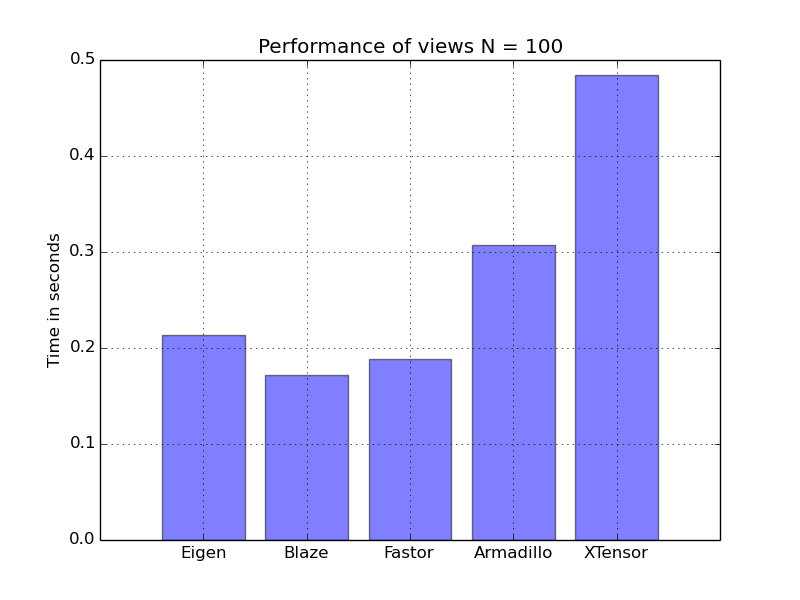 Performance of views N = 100
0.5
0.4
0.3
0.2
0.1
0.0
Time in seconds
Eigen Blaze Fastor Armadillo XTensor